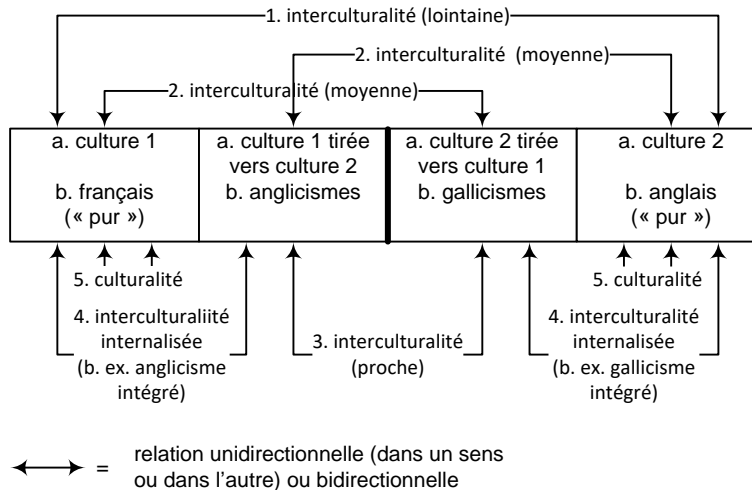 1. interculturalité (lointaine)
2. interculturalité  (moyenne)
2. interculturalité (moyenne)
a. culture 1
b. français
(« pur »)
a. culture 1 tirée
vers culture 2
b. anglicismes
a. culture 2 tirée
vers culture 1
b. gallicismes
a. culture 2
b. anglais
(« pur »)
5. culturalité
4. interculturaliité
internalisée
(b. ex. anglicisme
intégré)
3. interculturalité
(proche)
5. culturalité
4. interculturalité
internalisée
(b. ex. gallicisme
intégré)
= relation unidirectionnelle (dans un sens
ou dans l'autre) ou bidirectionnelle